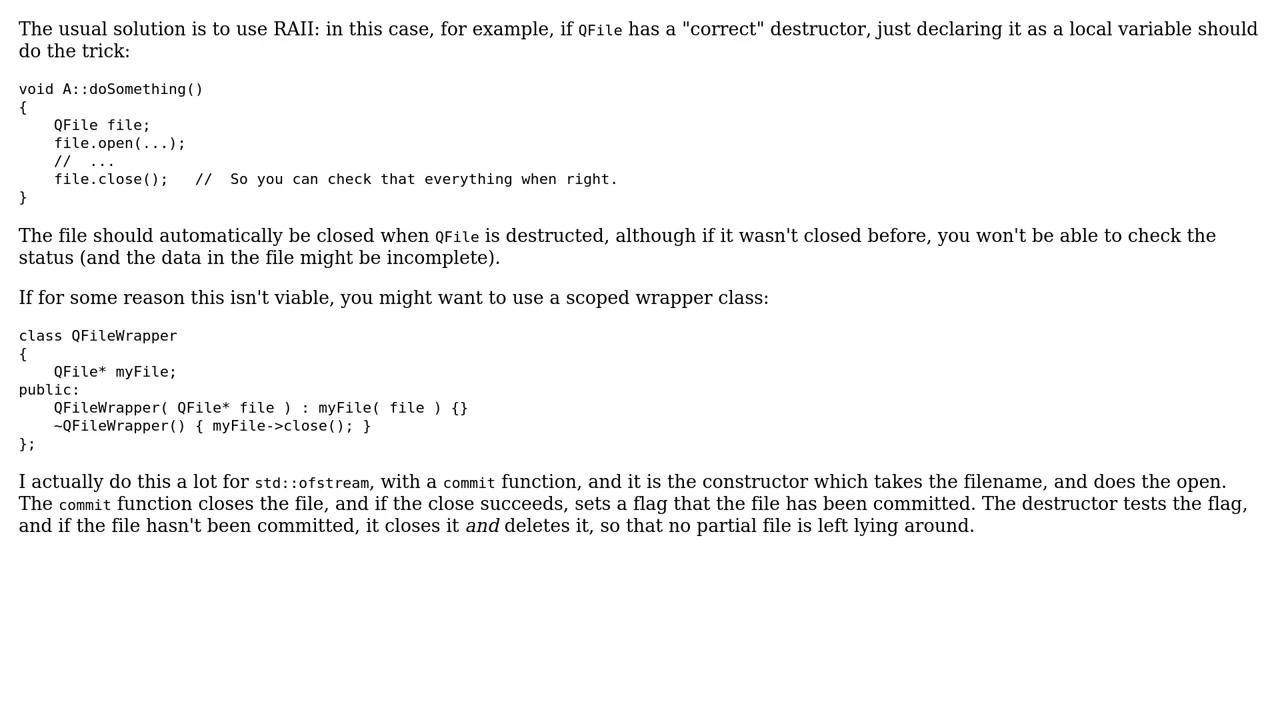 The usual solution is to use RAII: in this case, for example, if QFile has a "correct" destructor, just declaring it as a local variable should
do the trick:
void A::doSomething()
{
    QFile file;
    file.open(...);
    //  ...
    file.close();   //  So you can check that everything when right.
}
The file should automatically be closed when QFile is destructed, although if it wasn't closed before, you won't be able to check the
status (and the data in the file might be incomplete).
If for some reason this isn't viable, you might want to use a scoped wrapper class:
class QFileWrapper
{
    QFile* myFile;
public:
    QFileWrapper( QFile* file ) : myFile( file ) {}
    ~QFileWrapper() { myFile->close(); }
};
I actually do this a lot for std::ofstream, with a commit function, and it is the constructor which takes the filename, and does the open.
The commit function closes the file, and if the close succeeds, sets a flag that the file has been committed. The destructor tests the flag,
and if the file hasn't been committed, it closes it and deletes it, so that no partial file is left lying around.